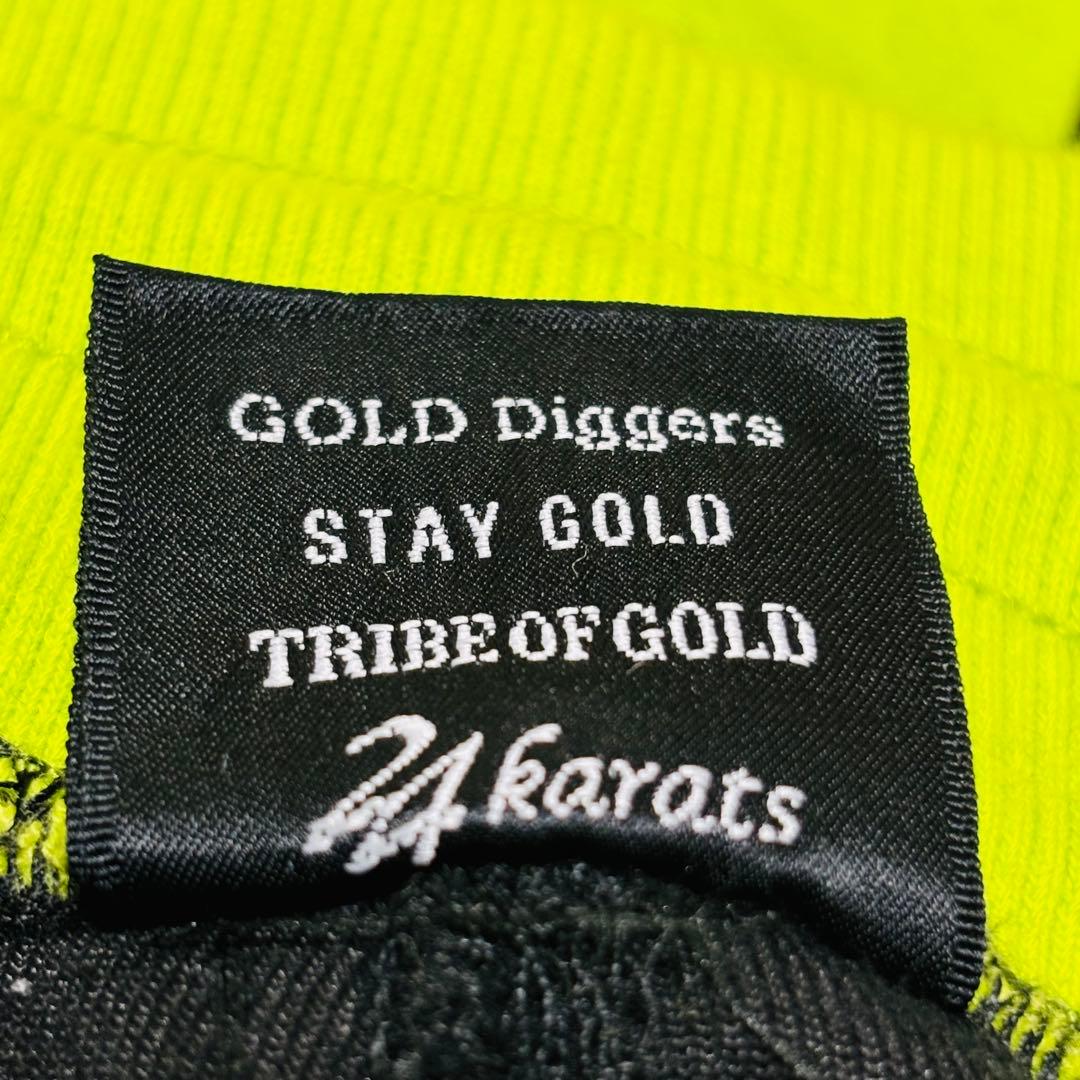 GOLD Diggers
STAY GOLD
TRIBE OF GOLD
24karats